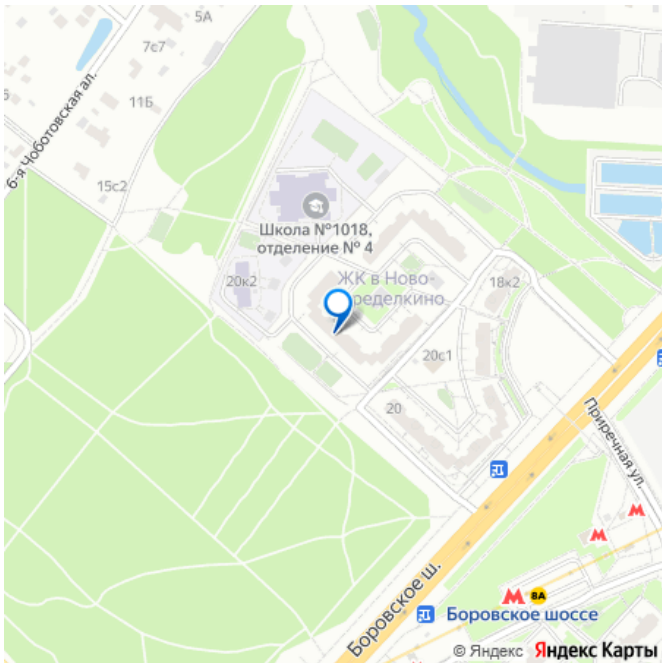 5А
7с7
11Б
6-я Чоботовская ал.
15с2
Школа №1018,
отделение № 4
20к2
ЖК в Ново-
ределкино
18к2
20с1
20
Приречная ул.
М
М
М 8А
Боровское шоссе
Боровское ш.
© Яндекс Яндекс Карты